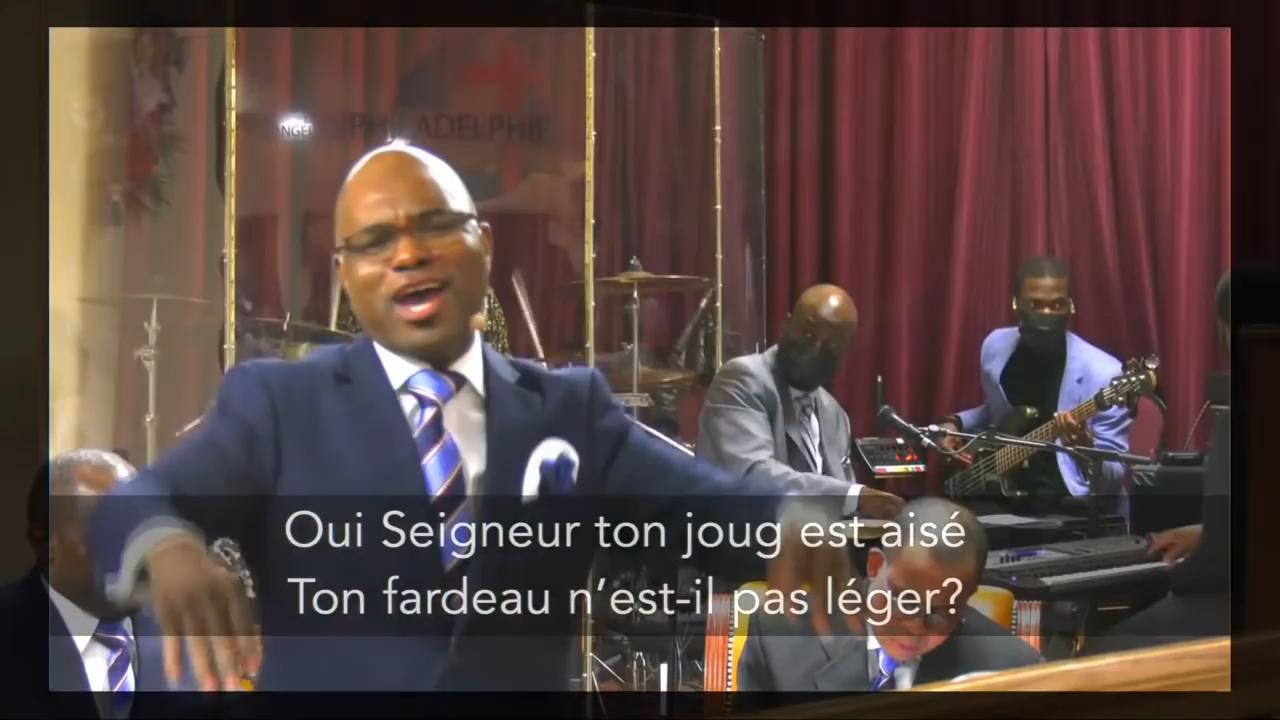 PHILADELPHIE
Oui Seigneur ton joug est aisé
Ton fardeau n’est-il pas léger?